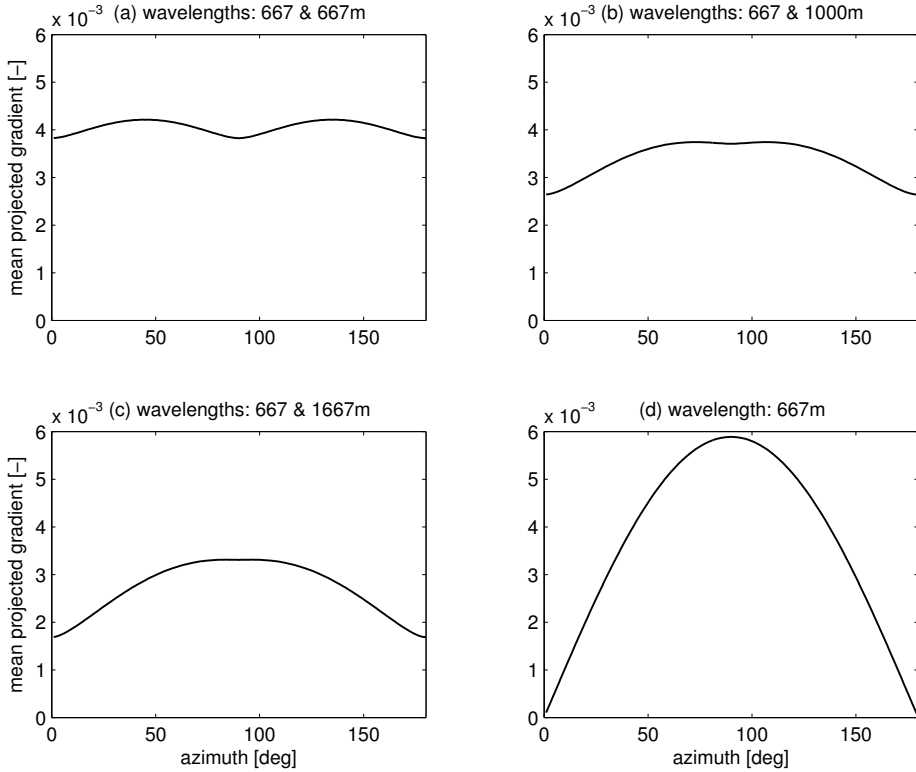 x 10⁻³ (a) wavelengths: 667 & 667m
mean projected gradient [−]
6
5
4
3
2
1
0
0 50 100 150
x 10⁻³ (b) wavelengths: 667 & 1000m
6
5
4
3
2
1
0
0 50 100 150
x 10⁻³ (c) wavelengths: 667 & 1667m
mean projected gradient [−]
6
5
4
3
2
1
0
0 50 100 150
azimuth [deg]
x 10⁻³ (d) wavelength: 667m
6
5
4
3
2
1
0
0 50 100 150
azimuth [deg]